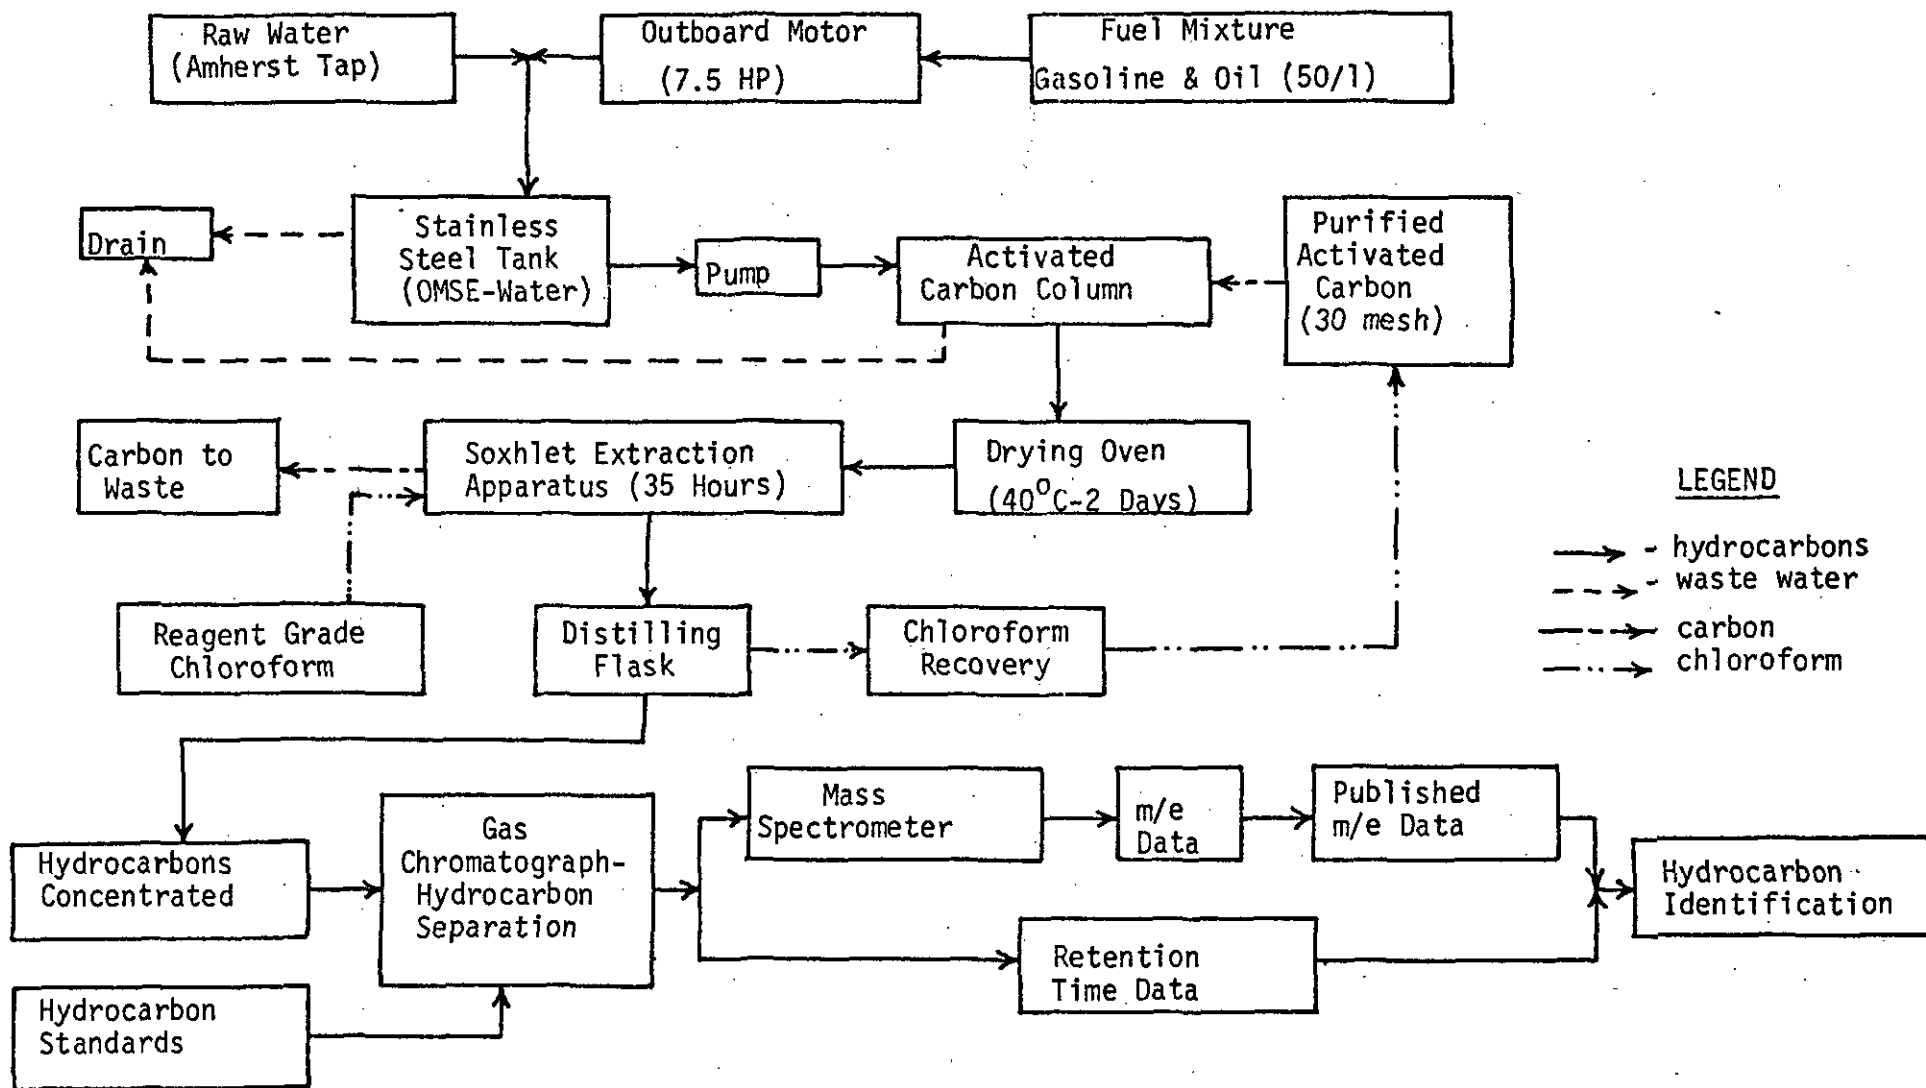 Raw Water
(Amherst Tap)
Outboard Motor
(7.5 HP)
Fuel Mixture
Gasoline & Oil (50/1)
Drain
Stainless
Steel Tank
(OMSE-Water)
Pump
Activated
Carbon Column
Purified
Activated
Carbon
(30 mesh)
Carbon to
Waste
Soxhlet Extraction
Apparatus (35 Hours)
Drying Oven
(40°C-2 Days)
LEGEND
- hydrocarbons
- waste water
- carbon
- chloroform
Reagent Grade
Chloroform
Distilling
Flask
Chloroform
Recovery
Hydrocarbons
Concentrated
Gas
Chromatograph-
Hydrocarbon
Separation
Mass
Spectrometer
m/e
Data
Published
m/e Data
Hydrocarbon
Identification
Retention
Time Data
Hydrocarbon
Standards